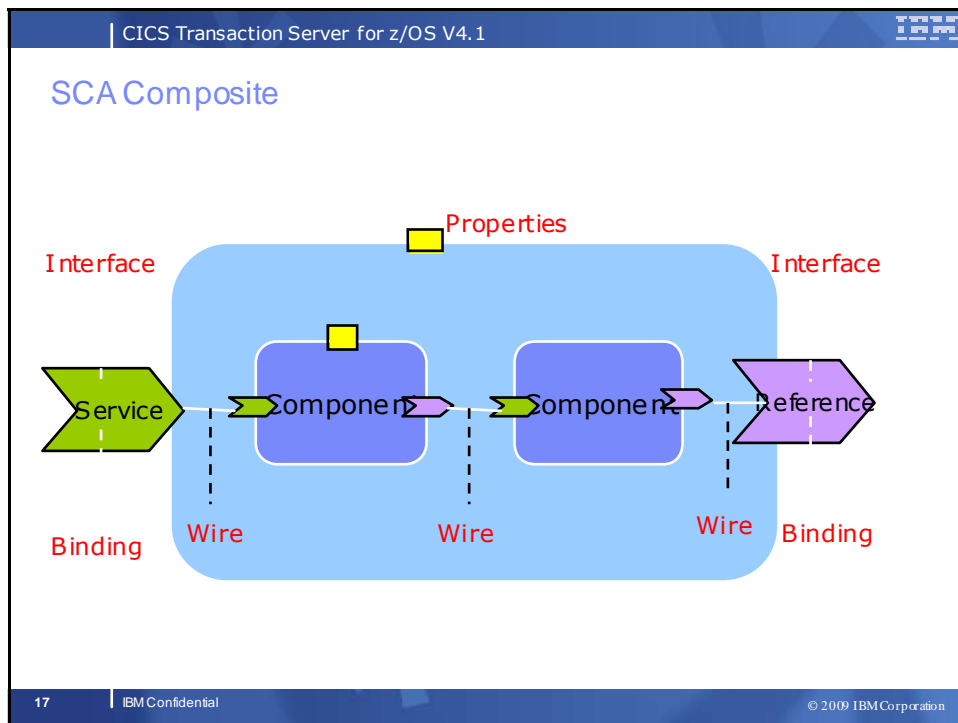 CICS Transaction Server for z/OS V4.1
IBM
SCA Composite
Properties
Interface
Interface
Service
Component
Component
Reference
Binding
Wire
Wire
Wire
Binding
17
IBM Confidential
© 2009 IBM Corporation